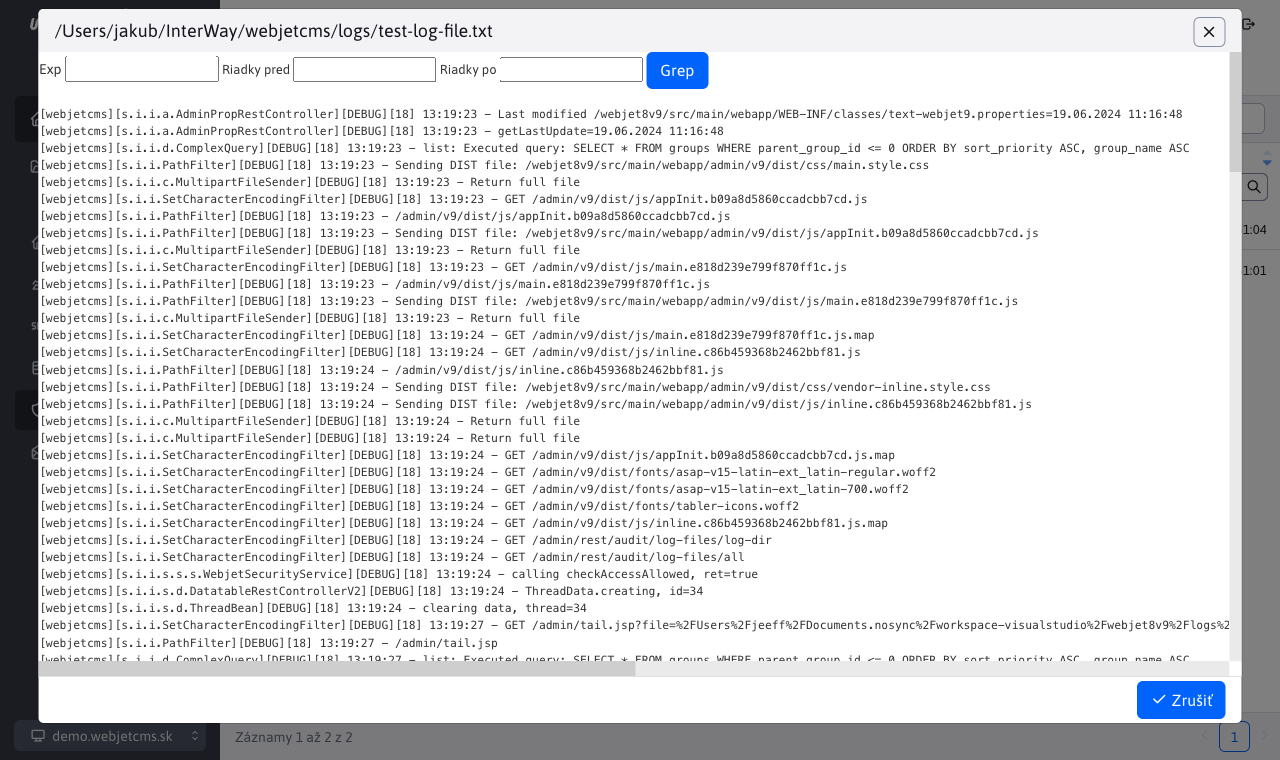 /Users/jakub/InterWay/webjetcms/logs/test-log-file.txt
Exp Riadky pred Riadky po Grep
[webjetcms][s.i.i.a.AdminPropRestController][DEBUG][18] 13:19:23 – Last modified /webjet8v9/src/main/webapp/WEB-INF/classes/text-webjet9.properties=19.06.2024 11:16:48
[webjetcms][s.i.i.a.AdminPropRestController][DEBUG][18] 13:19:23 – getLastUpdate=19.06.2024 11:16:48
[webjetcms][s.i.i.d.ComplexQuery][DEBUG][18] 13:19:23 – list: Executed query: SELECT * FROM groups WHERE parent_group_id <= 0 ORDER BY sort_priority ASC, group_name ASC
[webjetcms][s.i.i.PathFilter][DEBUG][18] 13:19:23 – Sending DIST file: /webjet8v9/src/main/webapp/admin/v9/dist/css/main.style.css
[webjetcms][s.i.i.c.MultipartFileSender][DEBUG][18] 13:19:23 – Return full file
[webjetcms][s.i.i.SetCharacterEncodingFilter][DEBUG][18] 13:19:23 – GET /admin/v9/dist/js/appInit.b09a8d5860ccadcbb7cd.js
[webjetcms][s.i.i.PathFilter][DEBUG][18] 13:19:23 – /admin/v9/dist/js/appInit.b09a8d5860ccadcbb7cd.js
[webjetcms][s.i.i.PathFilter][DEBUG][18] 13:19:23 – Sending DIST file: /webjet8v9/src/main/webapp/admin/v9/dist/js/appInit.b09a8d5860ccadcbb7cd.js
[webjetcms][s.i.i.c.MultipartFileSender][DEBUG][18] 13:19:23 – Return full file
[webjetcms][s.i.i.SetCharacterEncodingFilter][DEBUG][18] 13:19:23 – GET /admin/v9/dist/js/main.e818d239e799f870ff1c.js
[webjetcms][s.i.i.PathFilter][DEBUG][18] 13:19:23 – /admin/v9/dist/js/main.e818d239e799f870ff1c.js
[webjetcms][s.i.i.PathFilter][DEBUG][18] 13:19:23 – Sending DIST file: /webjet8v9/src/main/webapp/admin/v9/dist/js/main.e818d239e799f870ff1c.js
[webjetcms][s.i.i.c.MultipartFileSender][DEBUG][18] 13:19:23 – Return full file
[webjetcms][s.i.i.SetCharacterEncodingFilter][DEBUG][18] 13:19:24 – GET /admin/v9/dist/js/main.e818d239e799f870ff1c.js.map
[webjetcms][s.i.i.SetCharacterEncodingFilter][DEBUG][18] 13:19:24 – GET /admin/v9/dist/js/inline.c86b459368b2462bbf81.js
[webjetcms][s.i.i.PathFilter][DEBUG][18] 13:19:24 – /admin/v9/dist/js/inline.c86b459368b2462bbf81.js
[webjetcms][s.i.i.PathFilter][DEBUG][18] 13:19:24 – Sending DIST file: /webjet8v9/src/main/webapp/admin/v9/dist/css/vendor-inline.style.css
[webjetcms][s.i.i.PathFilter][DEBUG][18] 13:19:24 – Sending DIST file: /webjet8v9/src/main/webapp/admin/v9/dist/js/inline.c86b459368b2462bbf81.js
[webjetcms][s.i.i.c.MultipartFileSender][DEBUG][18] 13:19:24 – Return full file
[webjetcms][s.i.i.c.MultipartFileSender][DEBUG][18] 13:19:24 – Return full file
[webjetcms][s.i.i.SetCharacterEncodingFilter][DEBUG][18] 13:19:24 – GET /admin/v9/dist/js/appInit.b09a8d5860ccadcbb7cd.js.map
[webjetcms][s.i.i.SetCharacterEncodingFilter][DEBUG][18] 13:19:24 – GET /admin/v9/dist/fonts/asap-v15-latin-ext_latin-regular.woff2
[webjetcms][s.i.i.SetCharacterEncodingFilter][DEBUG][18] 13:19:24 – GET /admin/v9/dist/fonts/asap-v15-latin-ext_latin-700.woff2
[webjetcms][s.i.i.SetCharacterEncodingFilter][DEBUG][18] 13:19:24 – GET /admin/v9/dist/fonts/tabler-icons.woff2
[webjetcms][s.i.i.SetCharacterEncodingFilter][DEBUG][18] 13:19:24 – GET /admin/v9/dist/js/inline.c86b459368b2462bbf81.js.map
[webjetcms][s.i.i.SetCharacterEncodingFilter][DEBUG][18] 13:19:24 – GET /admin/rest/audit/log-files/log-dir
[webjetcms][s.i.i.SetCharacterEncodingFilter][DEBUG][18] 13:19:24 – GET /admin/rest/audit/log-files/all
[webjetcms][s.i.i.s.s.s.WebjetSecurityService][DEBUG][18] 13:19:24 – calling checkAccessAllowed, ret=true
[webjetcms][s.i.i.s.d.DatatableRestControllerV2][DEBUG][18] 13:19:24 – ThreadData.creating, id=34
[webjetcms][s.i.i.s.d.ThreadBean][DEBUG][18] 13:19:24 – clearing data, thread=34
[webjetcms][s.i.i.SetCharacterEncodingFilter][DEBUG][18] 13:19:27 – GET /admin/tail.jsp?file=%2FUsers%2Fjeeff%2FDocuments.nosync%2Fworkspace-visualstudio%2Fwebjet8v9%2Flogs%2
[webjetcms][s.i.i.PathFilter][DEBUG][18] 13:19:27 – /admin/tail.jsp
[webjetcms][s.i.i.d.ComplexQuery][DEBUG][18] 13:19:27 – list: Executed query: SELECT * FROM groups WHERE parent_group_id <= 0 ORDER BY sort_priority ASC, group_name ASC
Zrušiť
1:04
1:01
demo.webjetcms.sk
Záznamy 1 až 2 z 2
1